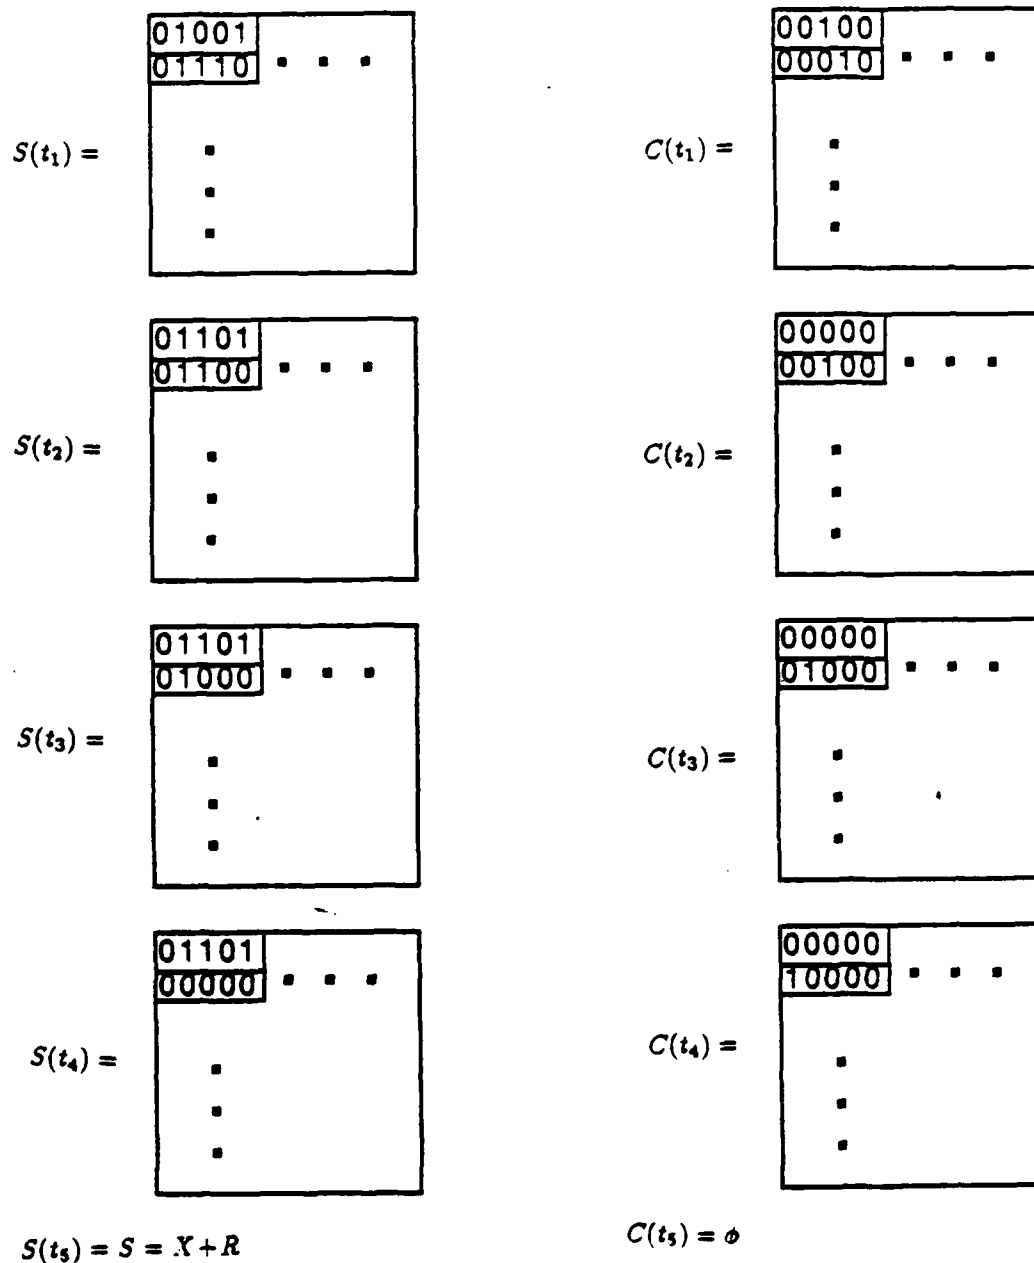 01001
01110
S(t₁) =
00100
00010
C(t₁) =
01101
01100
S(t₂) =
00000
00100
C(t₂) =
01101
01000
S(t₃) =
00000
01000
C(t₃) =
01101
00000
S(t₄) =
00000
10000
C(t₄) =
S(t₅) = S = X + R
C(t₅) = φ